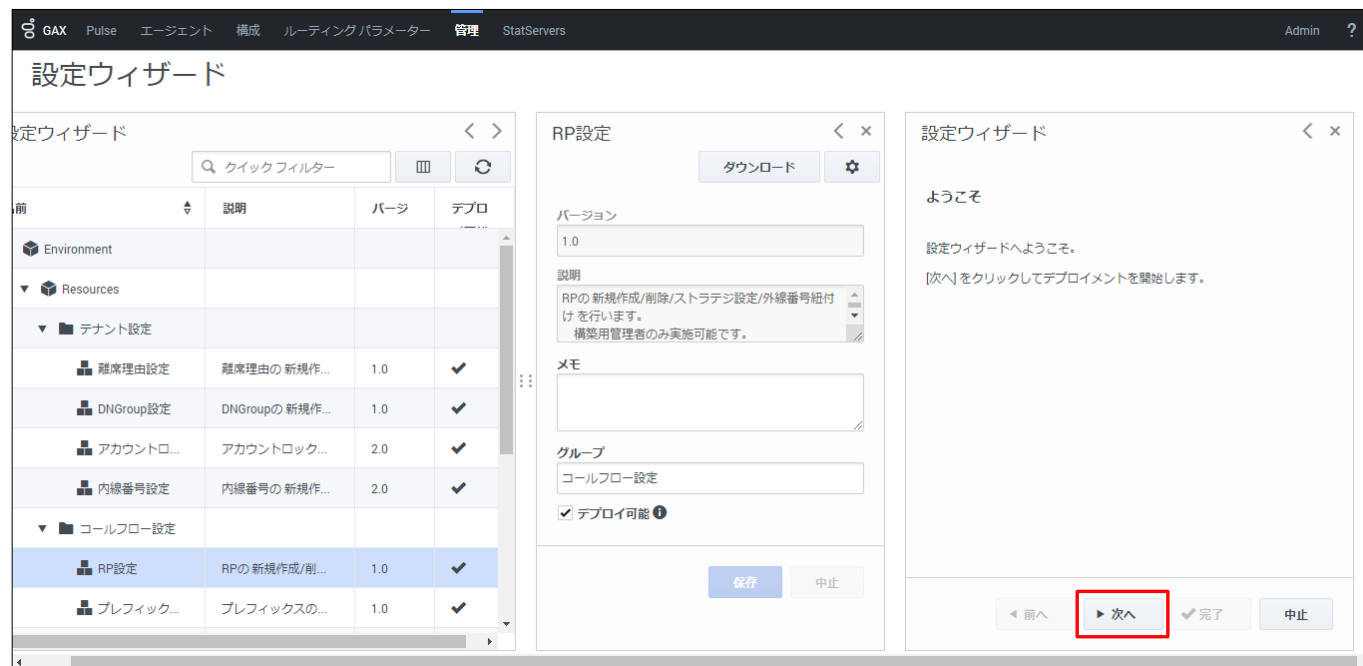 GAX Pulse エージェント 構成 ルーティング パラメーター 管理 StatServers Admin ?
設定ウィザード
定ウィザード
クイック フィルター
前 説明 バージ デプロ
Environment
Resources
テナント設定
離席理由設定 離席理由の 新規作... 1.0
DNGroup設定 DNGroupの 新規作... 1.0
アカウントロ... アカウントロック... 2.0
内線番号設定 内線番号の 新規作... 2.0
コールフロー設定
RP設定 RPの 新規作成/削... 1.0
プレフィック... プレフィックスの... 1.0
RP設定
ダウンロード
バージョン
1.0
説明
RPの 新規作成/削除/ストラテジ設定/外線番号紐付
け を行います。
構築用管理者のみ実施可能です。
メモ
グループ
コールフロー設定
デプロイ可能
保存 中止
設定ウィザード
ようこそ
設定ウィザードへようこそ。
[次へ] をクリックしてデプロイメントを開始します。
前へ 次へ 完了 中止